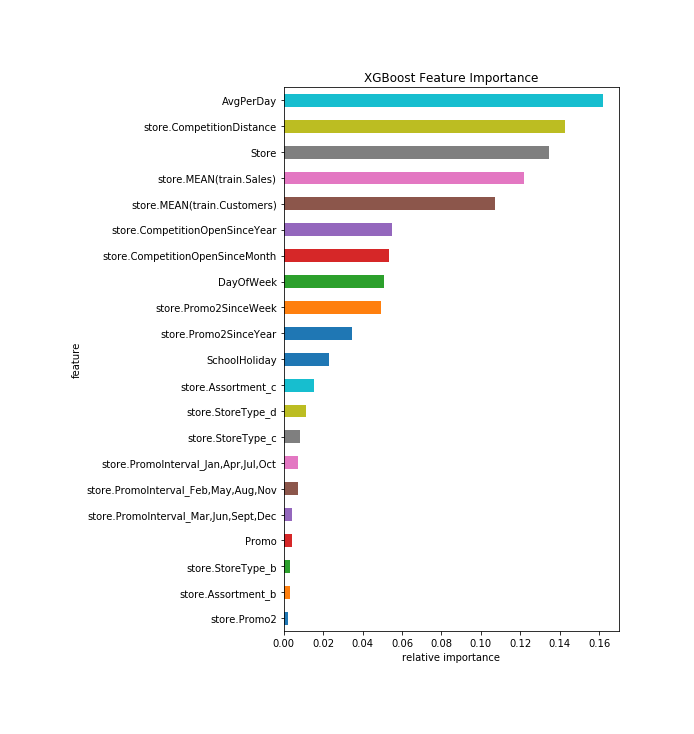 XGBoost Feature Importance
AvgPerDay
store.CompetitionDistance
Store
store.MEAN(train.Sales)
store.MEAN(train.Customers)
store.CompetitionOpenSinceYear
store.CompetitionOpenSinceMonth
DayOfWeek
store.Promo2SinceWeek
store.Promo2SinceYear
SchoolHoliday
store.Assortment_c
store.StoreType_d
store.StoreType_c
store.PromoInterval_Jan,Apr,Jul,Oct
store.PromoInterval_Feb,May,Aug,Nov
store.PromoInterval_Mar,Jun,Sept,Dec
Promo
store.StoreType_b
store.Assortment_b
store.Promo2
feature
0.00 0.02 0.04 0.06 0.08 0.10 0.12 0.14 0.16
relative importance